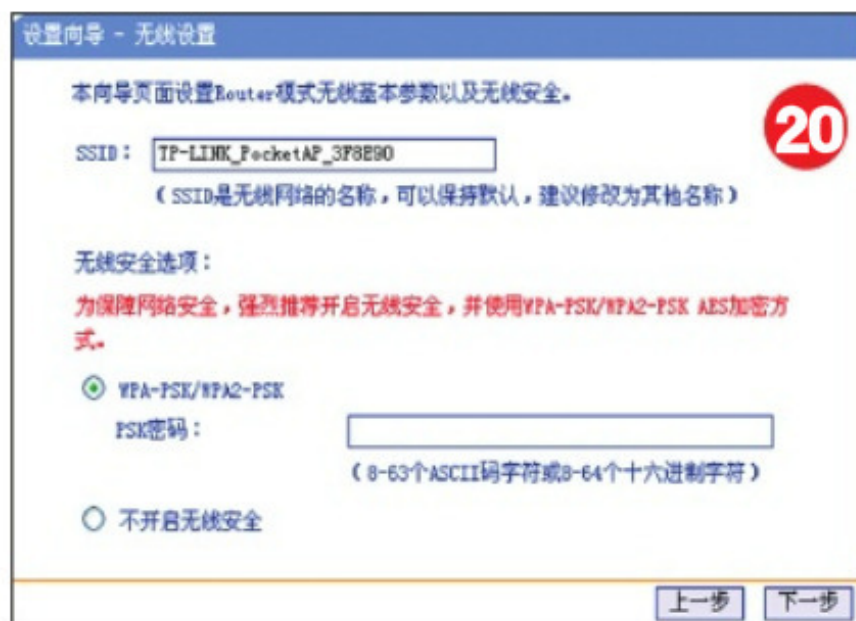 设置向导 - 无线设置
本向导页面设置Router模式无线基本参数以及无线安全。
20
SSID： TP-LINK_PocketAP_3F8E90
（SSID是无线网络的名称，可以保持默认，建议修改为其他名称）
无线安全选项：
为保障网络安全，强烈推荐开启无线安全，并使用WPA-PSK/WPA2-PSK AES加密方
式。
WPA-PSK/WPA2-PSK
PSK密码：
（8-63个ASCII码字符或8-64个十六进制字符）
不开启无线安全
上一步 下一步